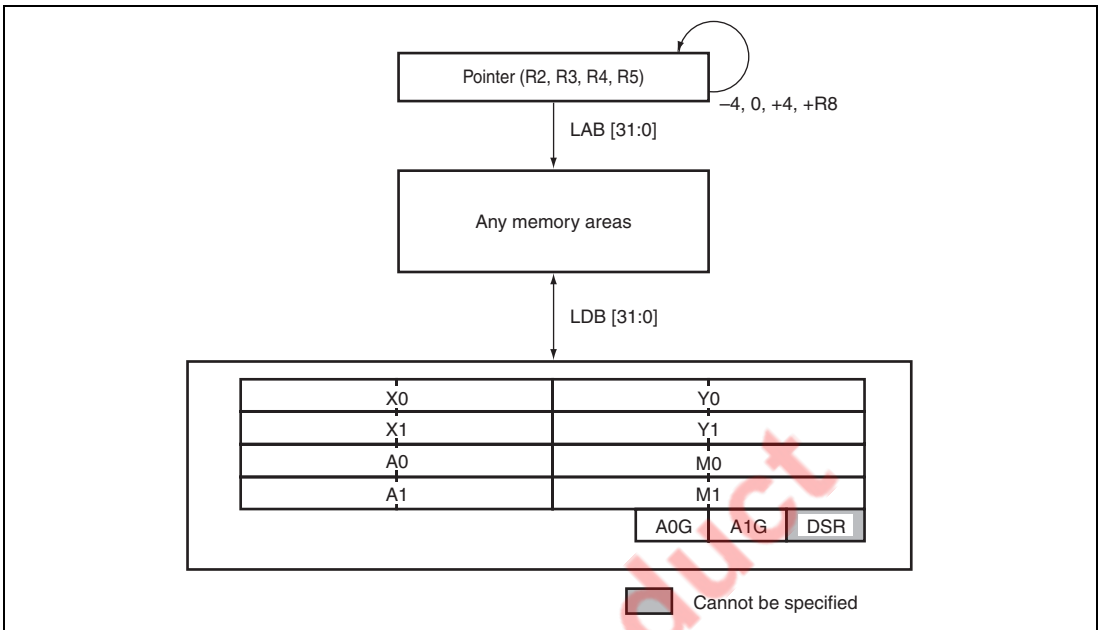 Pointer (R2, R3, R4, R5)
–4, 0, +4, +R8
LAB [31:0]
Any memory areas
LDB [31:0]
X0 Y0
X1 Y1
A0 M0
A1 M1
A0G A1G DSR
duct
Cannot be specified